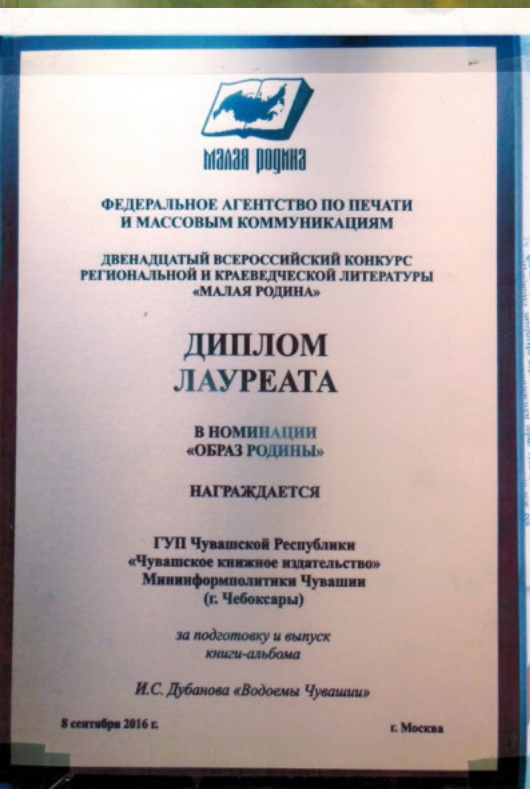 малая родина
ФЕДЕРАЛЬНОЕ АГЕНТСТВО ПО ПЕЧАТИ
И МАССОВЫМ КОММУНИКАЦИЯМ
ДВЕНАДЦАТЫЙ ВСЕРОССИЙСКИЙ КОНКУРС
РЕГИОНАЛЬНОЙ И КРАЕВЕДЧЕСКОЙ ЛИТЕРАТУРЫ
«МАЛАЯ РОДИНА»
ДИПЛОМ
ЛАУРЕАТА
В НОМИНАЦИИ
«ОБРАЗ РОДИНЫ»
НАГРАЖДАЕТСЯ
ГУП Чувашской Республики
«Чувашское книжное издательство»
Мининформполитики Чувашии
(г. Чебоксары)
за подготовку и выпуск
книги-альбома
И.С. Дубанова «Водоемы Чувашии»
8 сентября 2016 г. г. Москва